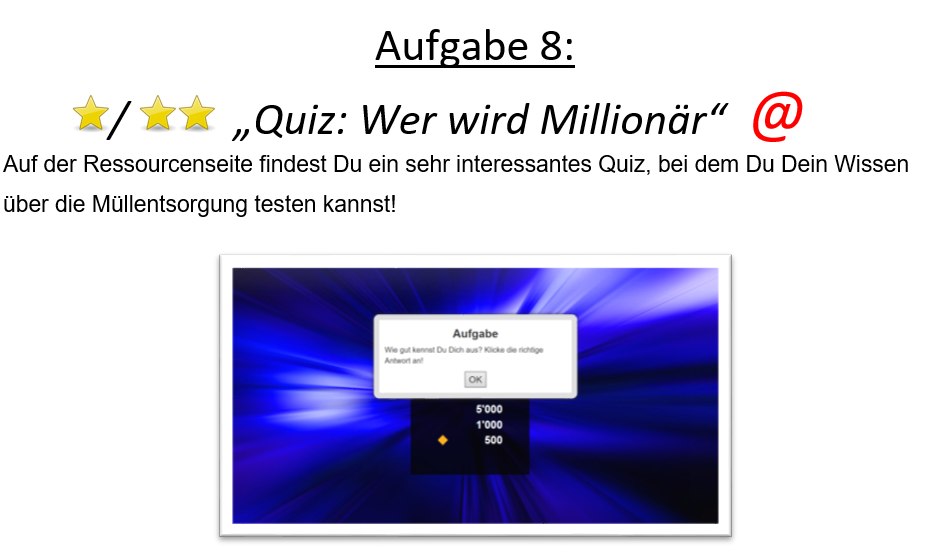 Aufgabe 8:
/ „Quiz: Wer wird Millionär“ @
Auf der Ressourcenseite findest Du ein sehr interessantes Quiz, bei dem Du Dein Wissen
über die Müllentsorgung testen kannst!
Aufgabe
Wie gut kennst Du Dich aus? Klicke die richtige
Antwort an!
OK
5'000
1'000
500